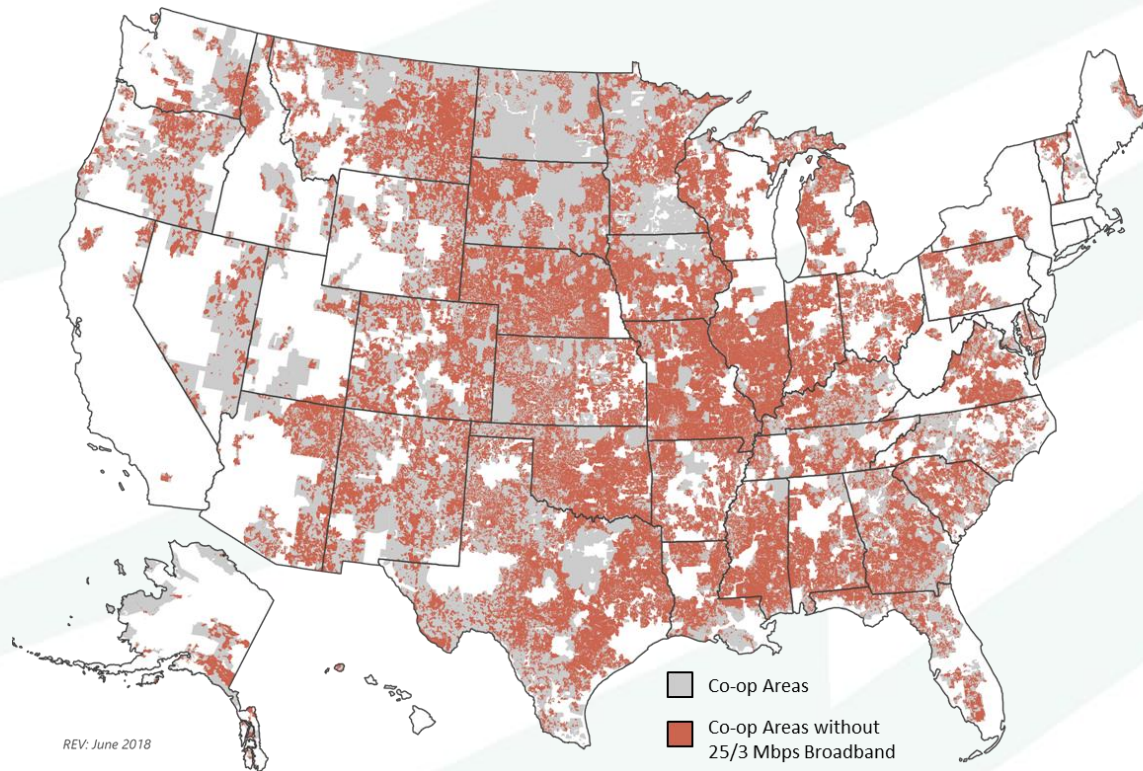 Co-op Areas
Co-op Areas without
25/3 Mbps Broadband
REV: June 2018